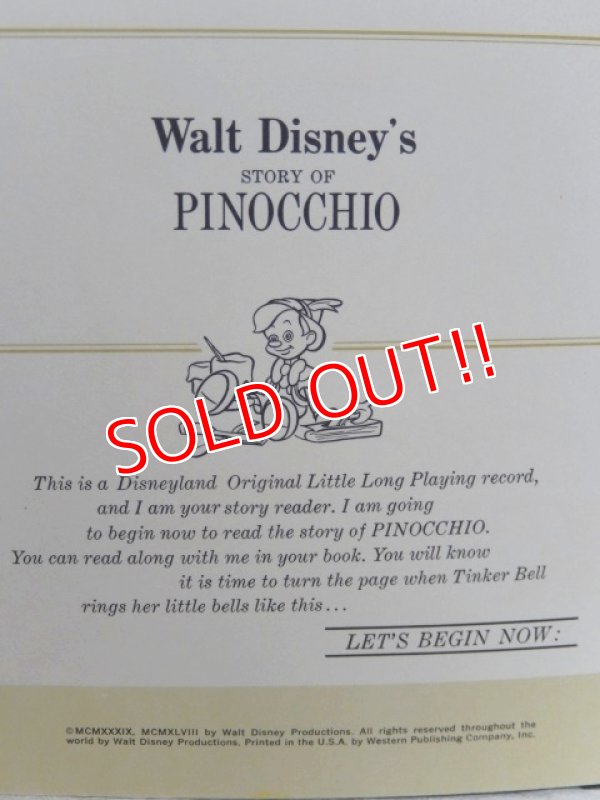 Walt Disney's
STORY OF
PINOCCHIO
SOLD OUT!!
This is a Disneyland Original Little Long Playing record,
and I am your story reader. I am going
to begin now to read the story of PINOCCHIO.
You can read along with me in your book. You will know
it is time to turn the page when Tinker Bell
rings her little bells like this...
LET'S BEGIN NOW:
©MCMXXXIX, MCMXLVIII by Walt Disney Productions. All rights reserved throughout the
world by Walt Disney Productions. Printed in the U.S.A. by Western Publishing Company, Inc.